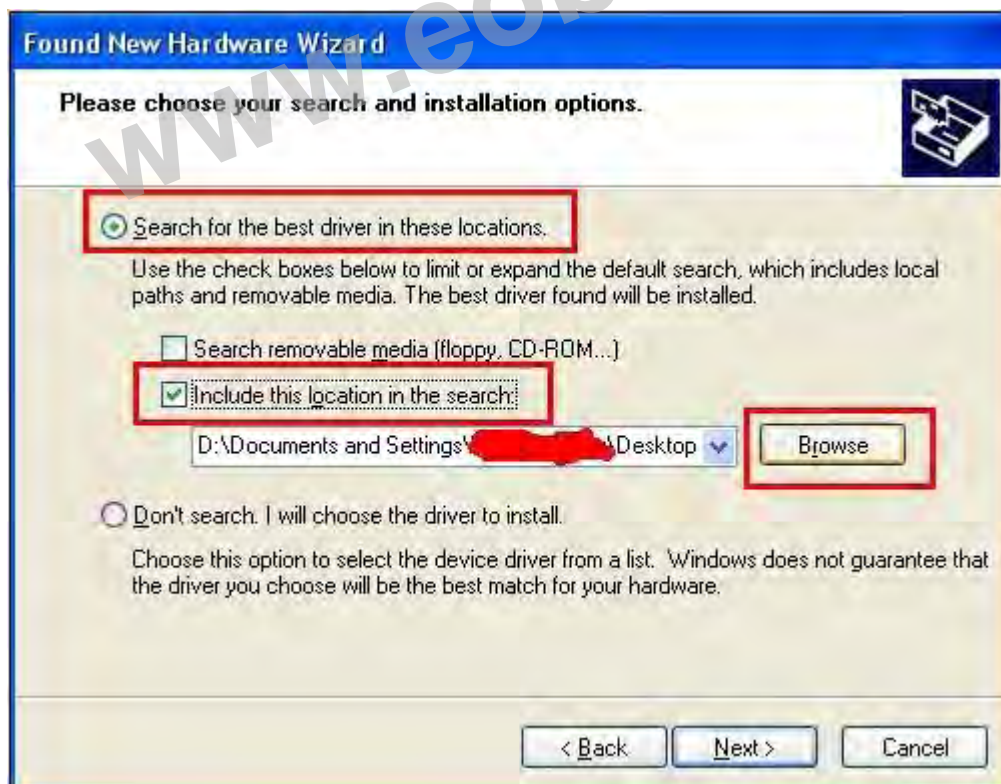 www.eo
Found New Hardware Wizard
Please choose your search and installation options.
Search for the best driver in these locations.
Use the check boxes below to limit or expand the default search, which includes local
paths and removable media. The best driver found will be installed.
Search removable media (floppy, CD-ROM...)
Include this location in the search:
D:\Documents and Settings\ \Desktop
Browse
Don't search. I will choose the driver to install.
Choose this option to select the device driver from a list. Windows does not guarantee that
the driver you choose will be the best match for your hardware.
< Back
Next >
Cancel